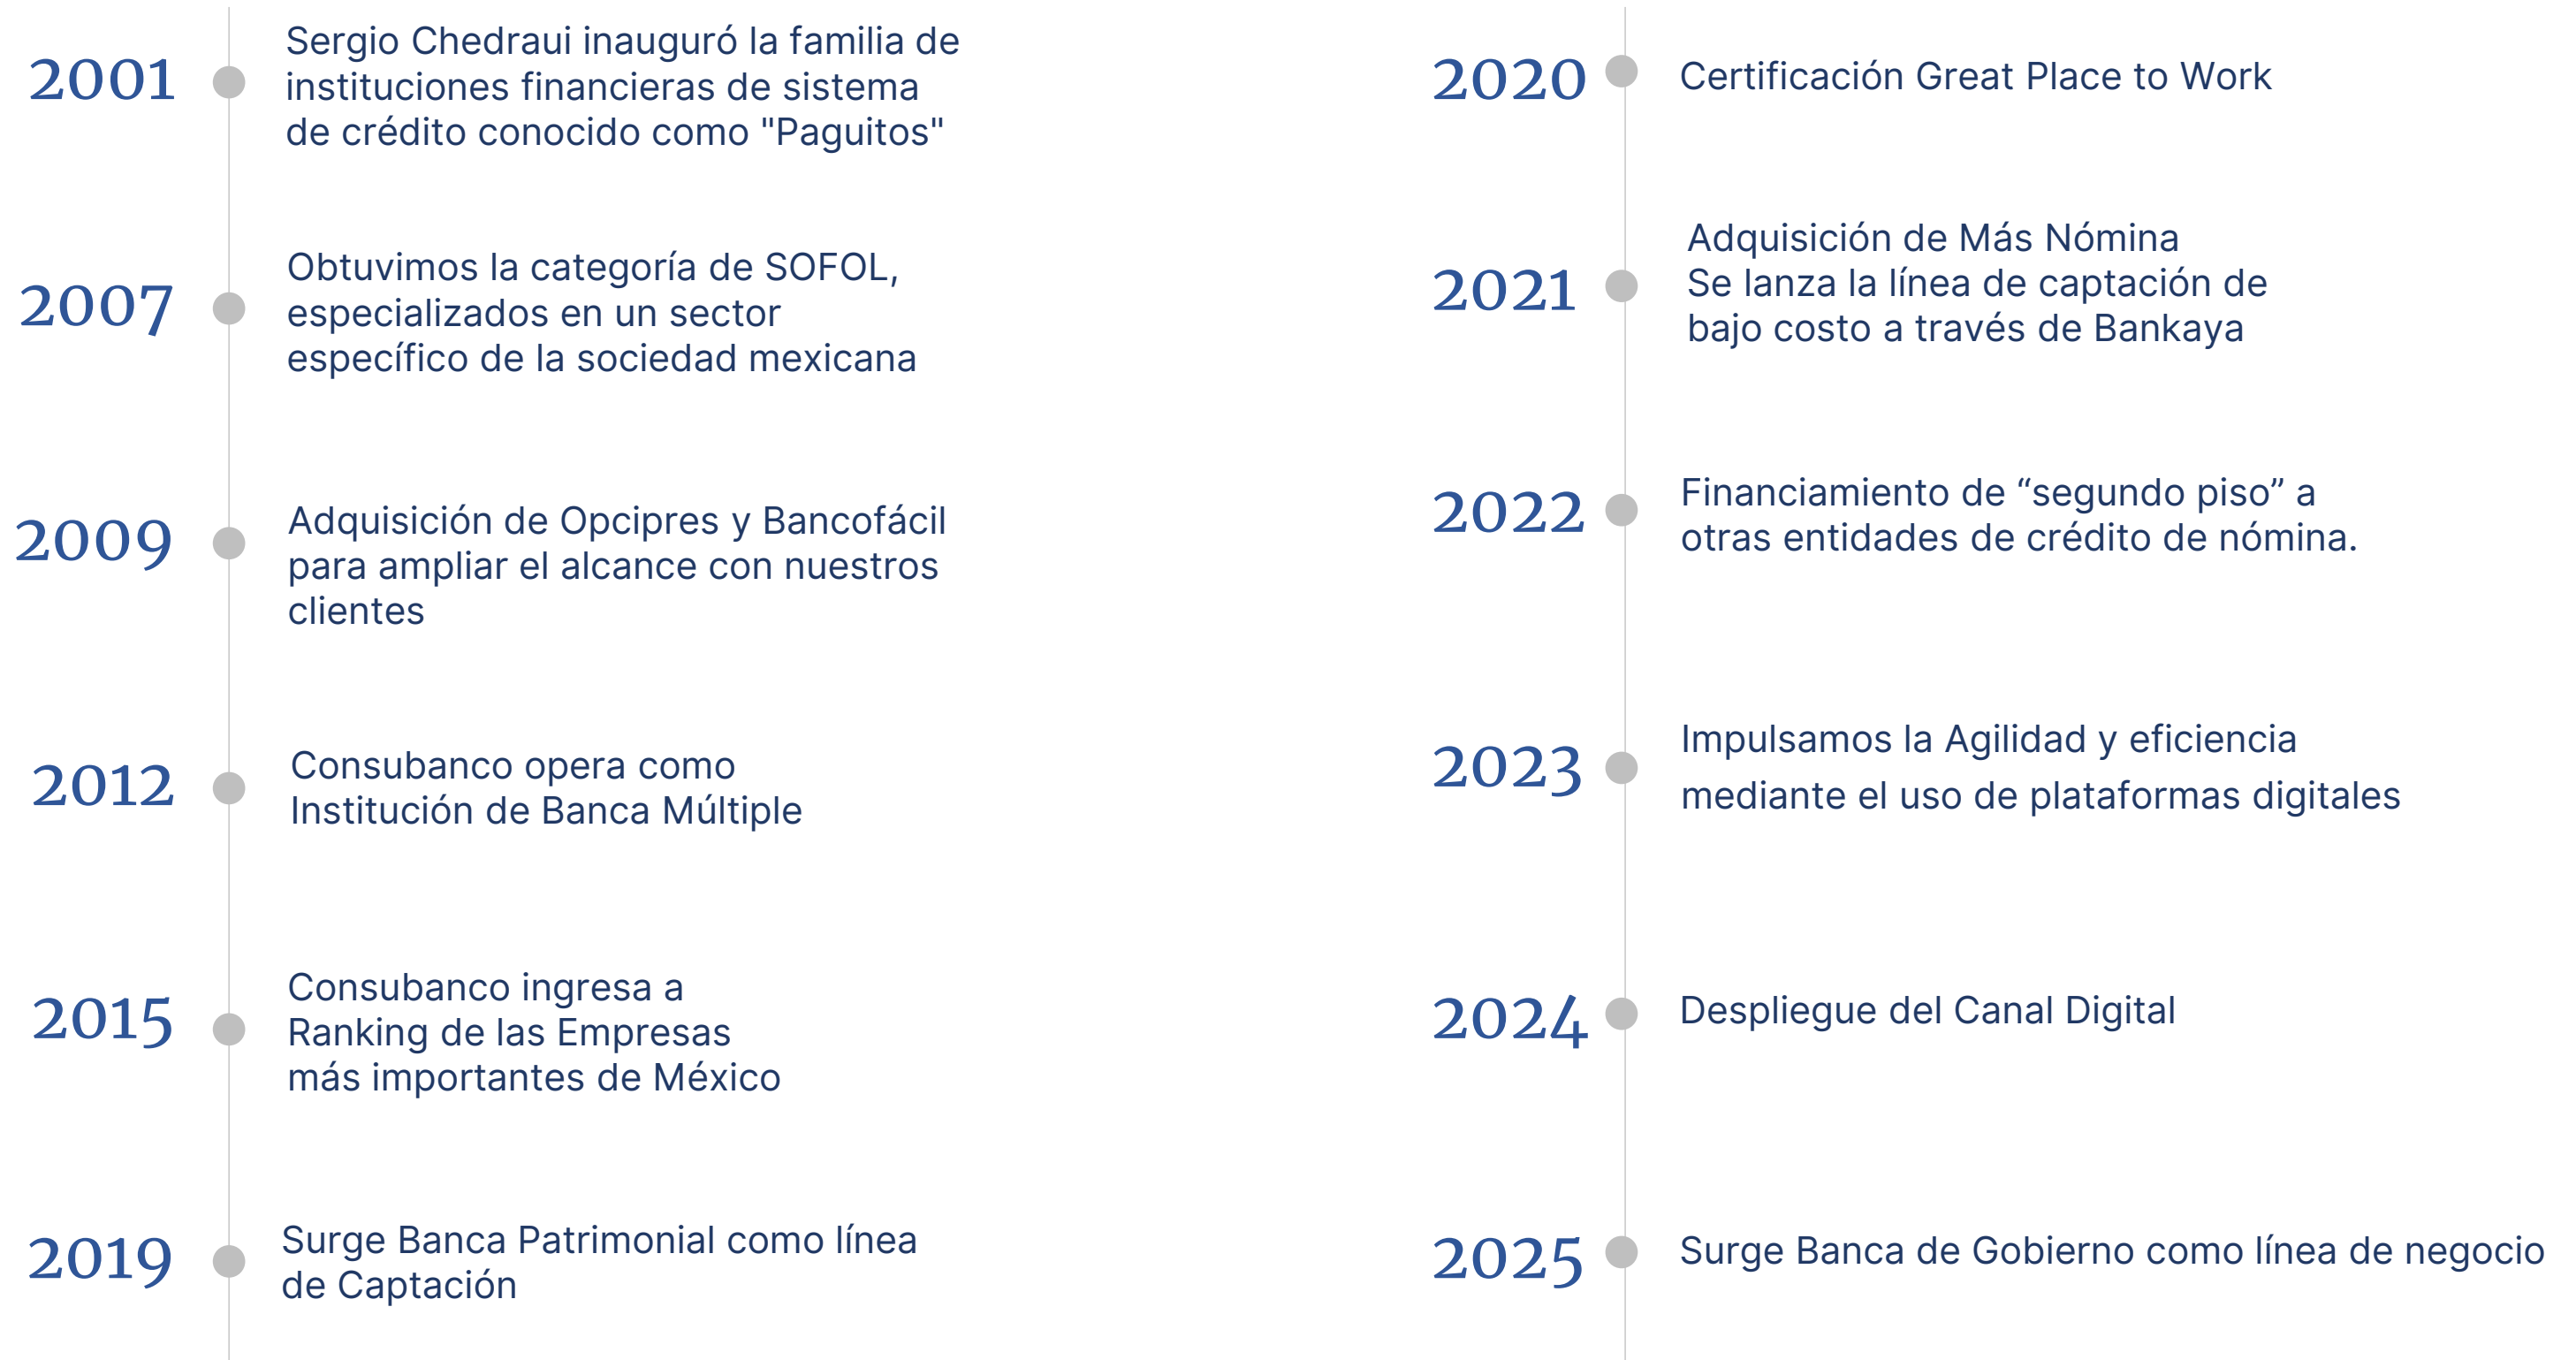 2001
Sergio Chedraui inauguró la familia de
instituciones financieras de sistema
de crédito conocido como "Paguitos"
2007
Obtuvimos la categoría de SOFOL,
especializados en un sector
específico de la sociedad mexicana
2009
Adquisición de Opcipres y Bancofácil
para ampliar el alcance con nuestros
clientes
2012
Consubanco opera como
Institución de Banca Múltiple
2015
Consubanco ingresa a
Ranking de las Empresas
más importantes de México
2019
Surge Banca Patrimonial como línea
de Captación
2020
Certificación Great Place to Work
2021
Adquisición de Más Nómina
Se lanza la línea de captación de
bajo costo a través de Bankaya
2022
Financiamiento de “segundo piso” a
otras entidades de crédito de nómina.
2023
Impulsamos la Agilidad y eficiencia
mediante el uso de plataformas digitales
2024
Despliegue del Canal Digital
2025
Surge Banca de Gobierno como línea de negocio